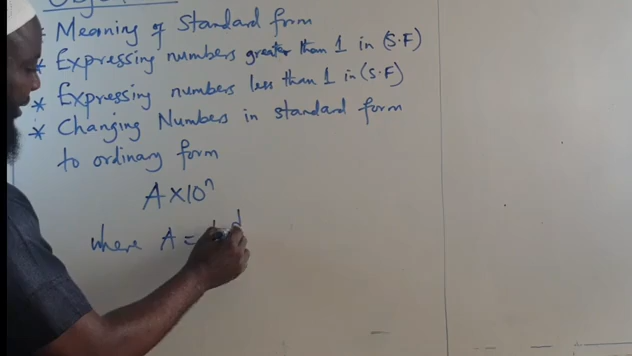 * Meaning of Standard form
* Expressing numbers greater than 1 in (S.F)
* Expressing numbers less than 1 in (S.F)
* Changing Numbers in standard form
to ordinary form
A×10ⁿ
where A =